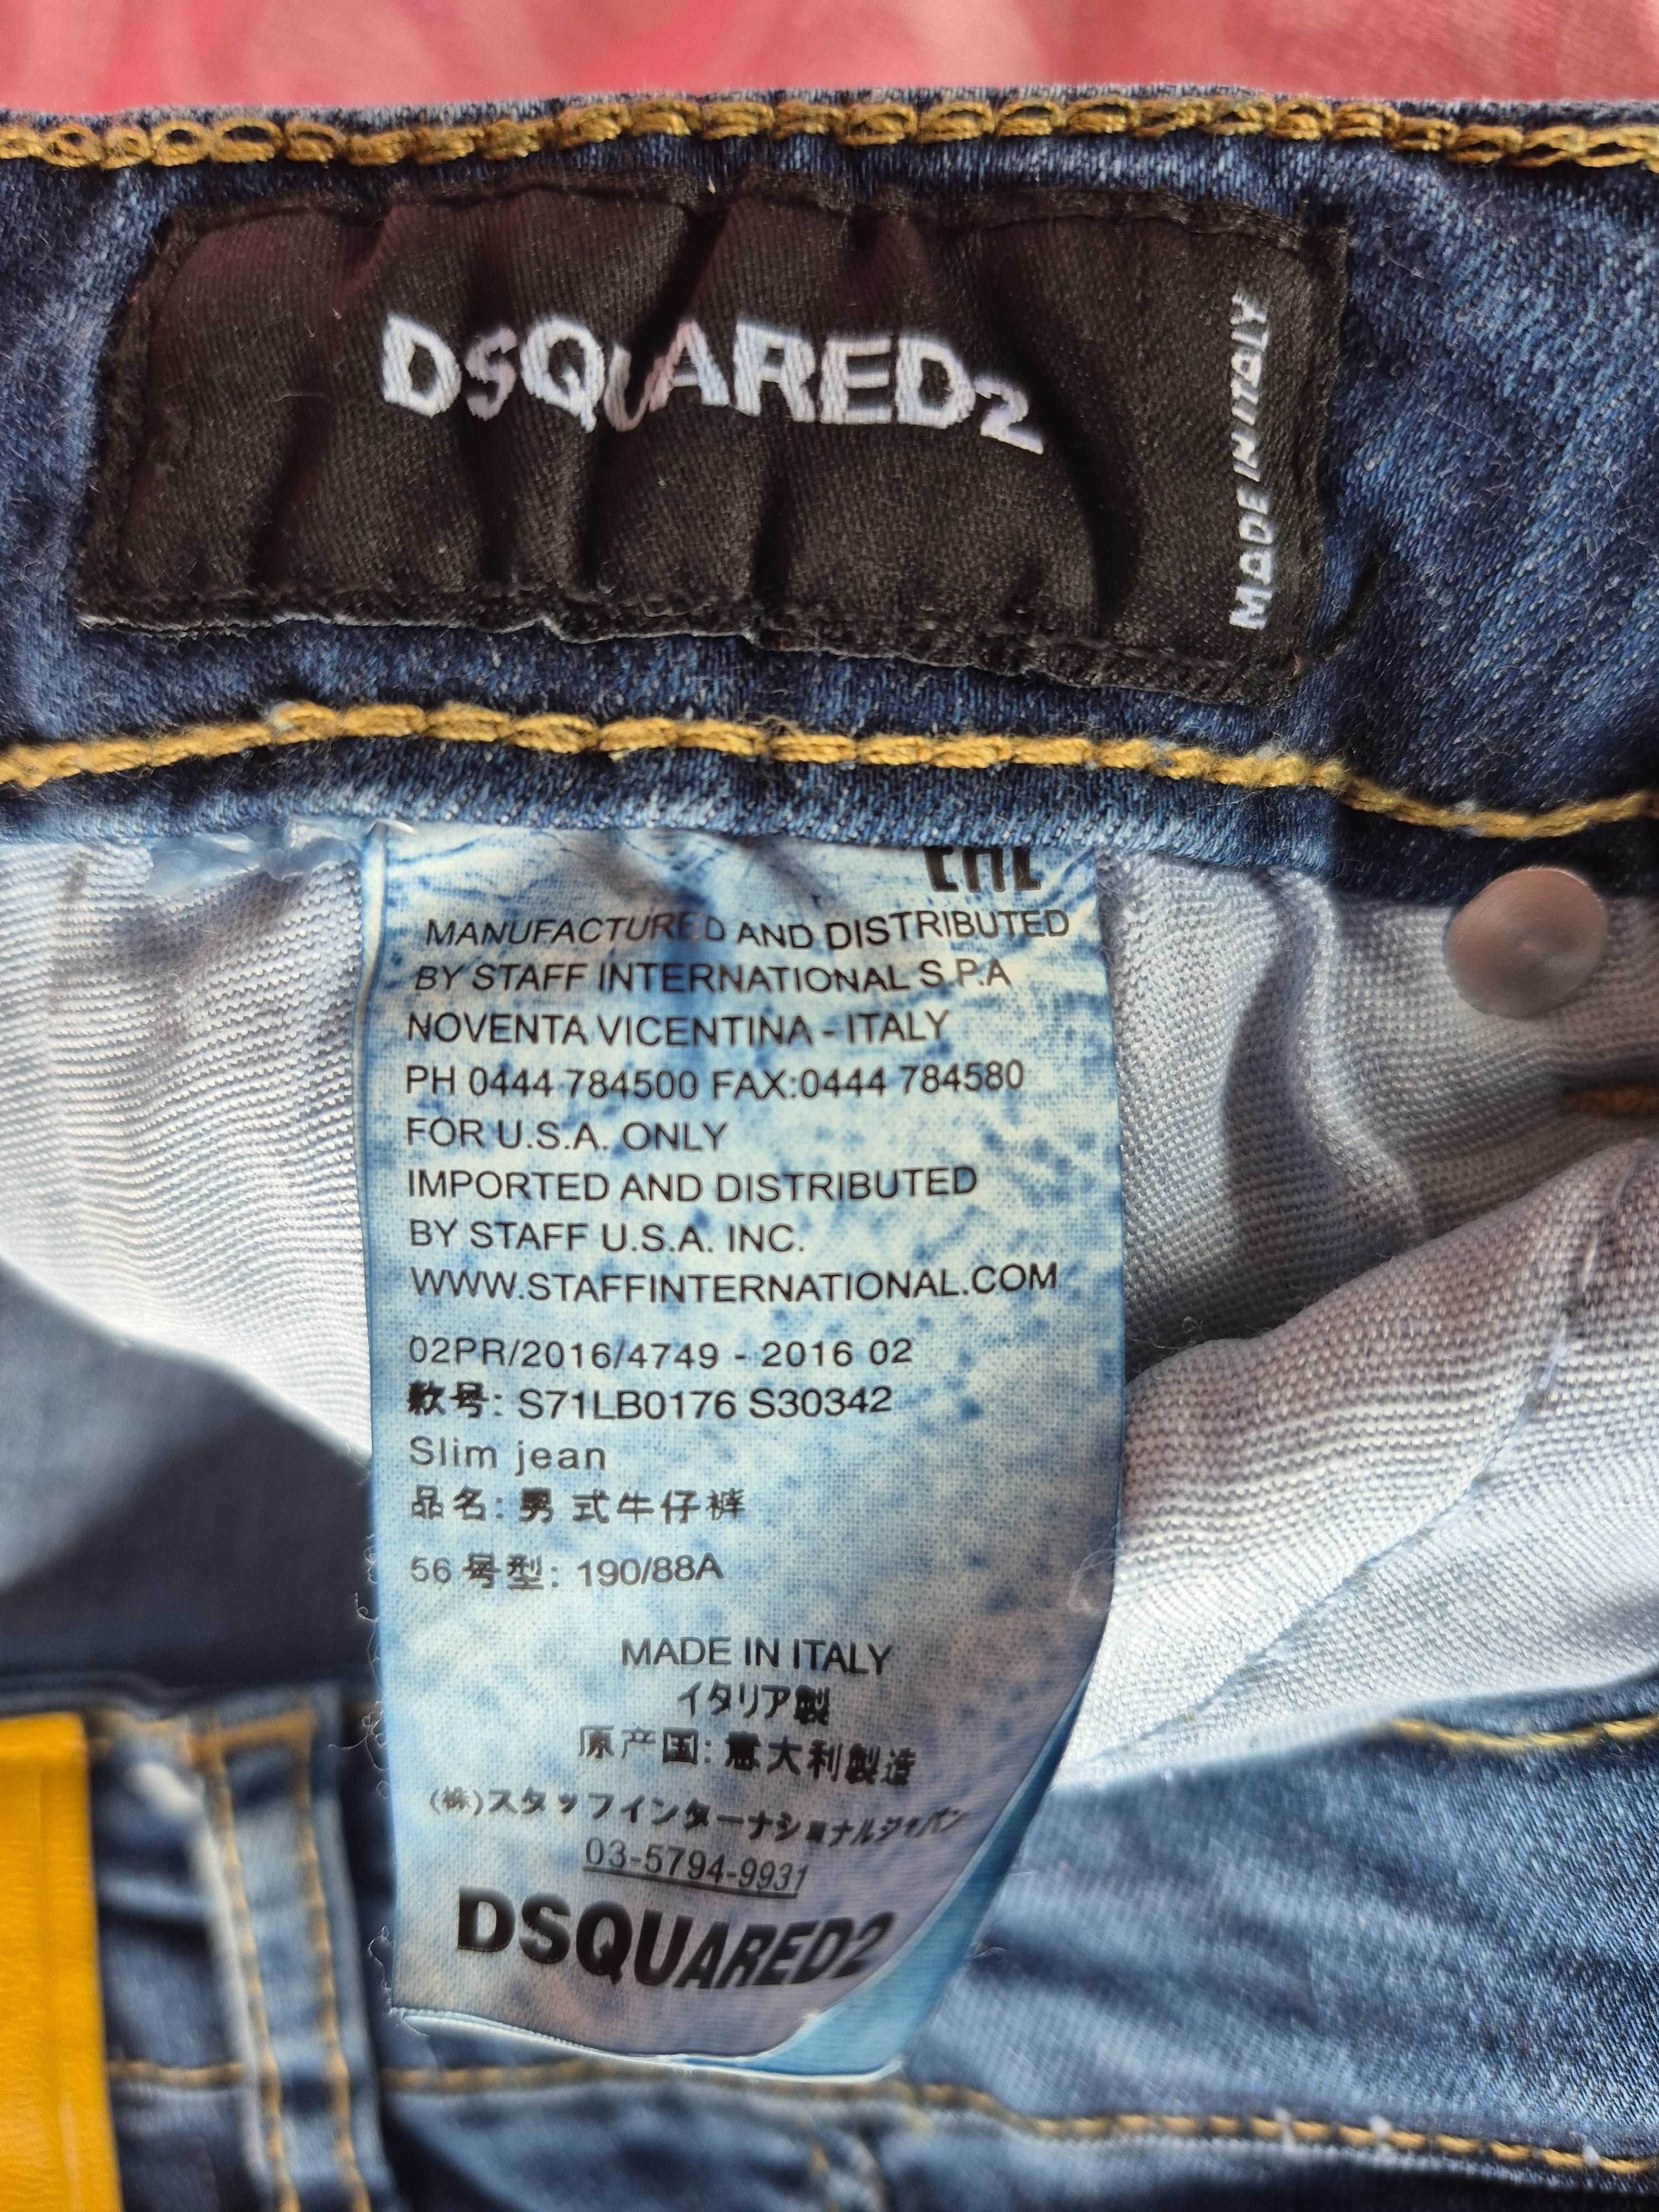 DSQUARED2
MADE IN ITALY
EAC
MANUFACTURED AND DISTRIBUTED
BY STAFF INTERNATIONAL S.P.A
NOVENTA VICENTINA - ITALY
PH 0444 784500 FAX:0444 784580
FOR U.S.A. ONLY
IMPORTED AND DISTRIBUTED
BY STAFF U.S.A. INC.
WWW.STAFFINTERNATIONAL.COM
02PR/2016/4749 - 2016 02
款号: S71LB0176 S30342
Slim jean
品名: 男式牛仔裤
56 号型: 190/88A
MADE IN ITALY
イタリア製
原产国: 意大利製造
(株)スタッフインターナショナルジャパン
03-5794-9931
DSQUARED2